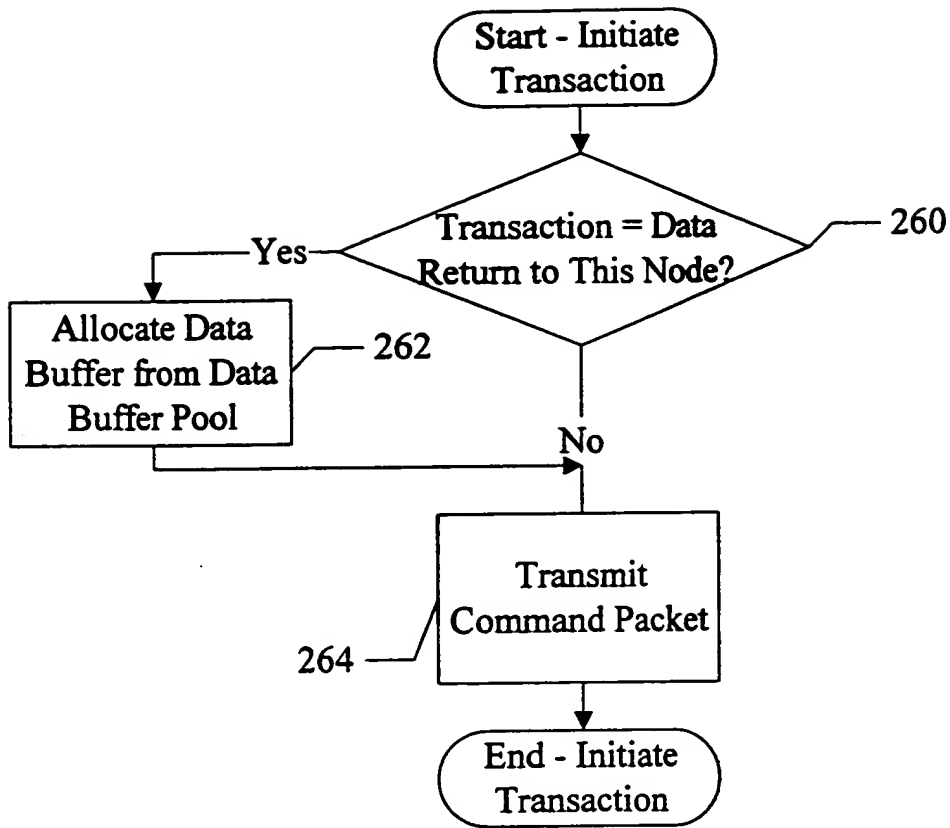 Start - Initiate
Transaction
Transaction = Data
Return to This Node?
260
Yes
Allocate Data
Buffer from Data
Buffer Pool
262
No
Transmit
Command Packet
264
End - Initiate
Transaction